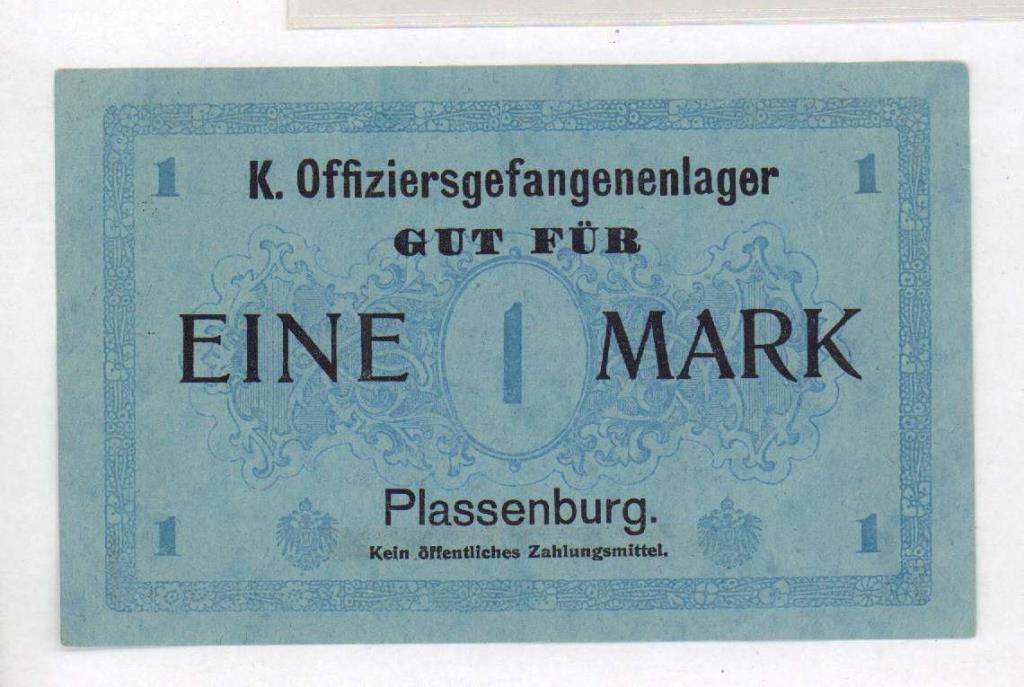 1 K. Offiziersgefangenenlager 1
GUT FÜR
EINE 1 MARK
Plassenburg.
1 Kein öffentliches Zahlungsmittel. 1